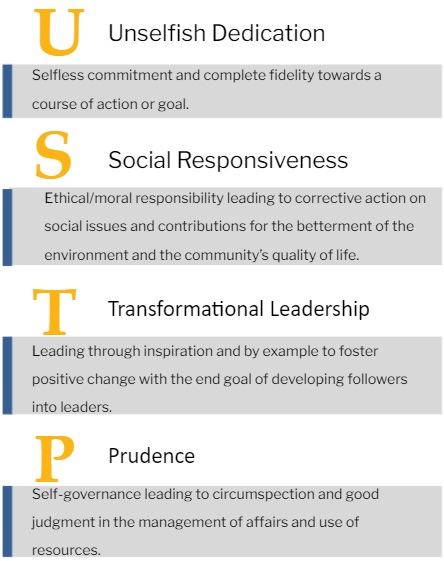 U Unselfish Dedication
Selfless commitment and complete fidelity towards a
course of action or goal.
S Social Responsiveness
Ethical/moral responsibility leading to corrective action on
social issues and contributions for the betterment of the
environment and the community's quality of life.
T Transformational Leadership
Leading through inspiration and by example to foster
positive change with the end goal of developing followers
into leaders.
P Prudence
Self-governance leading to circumspection and good
judgment in the management of affairs and use of
resources.